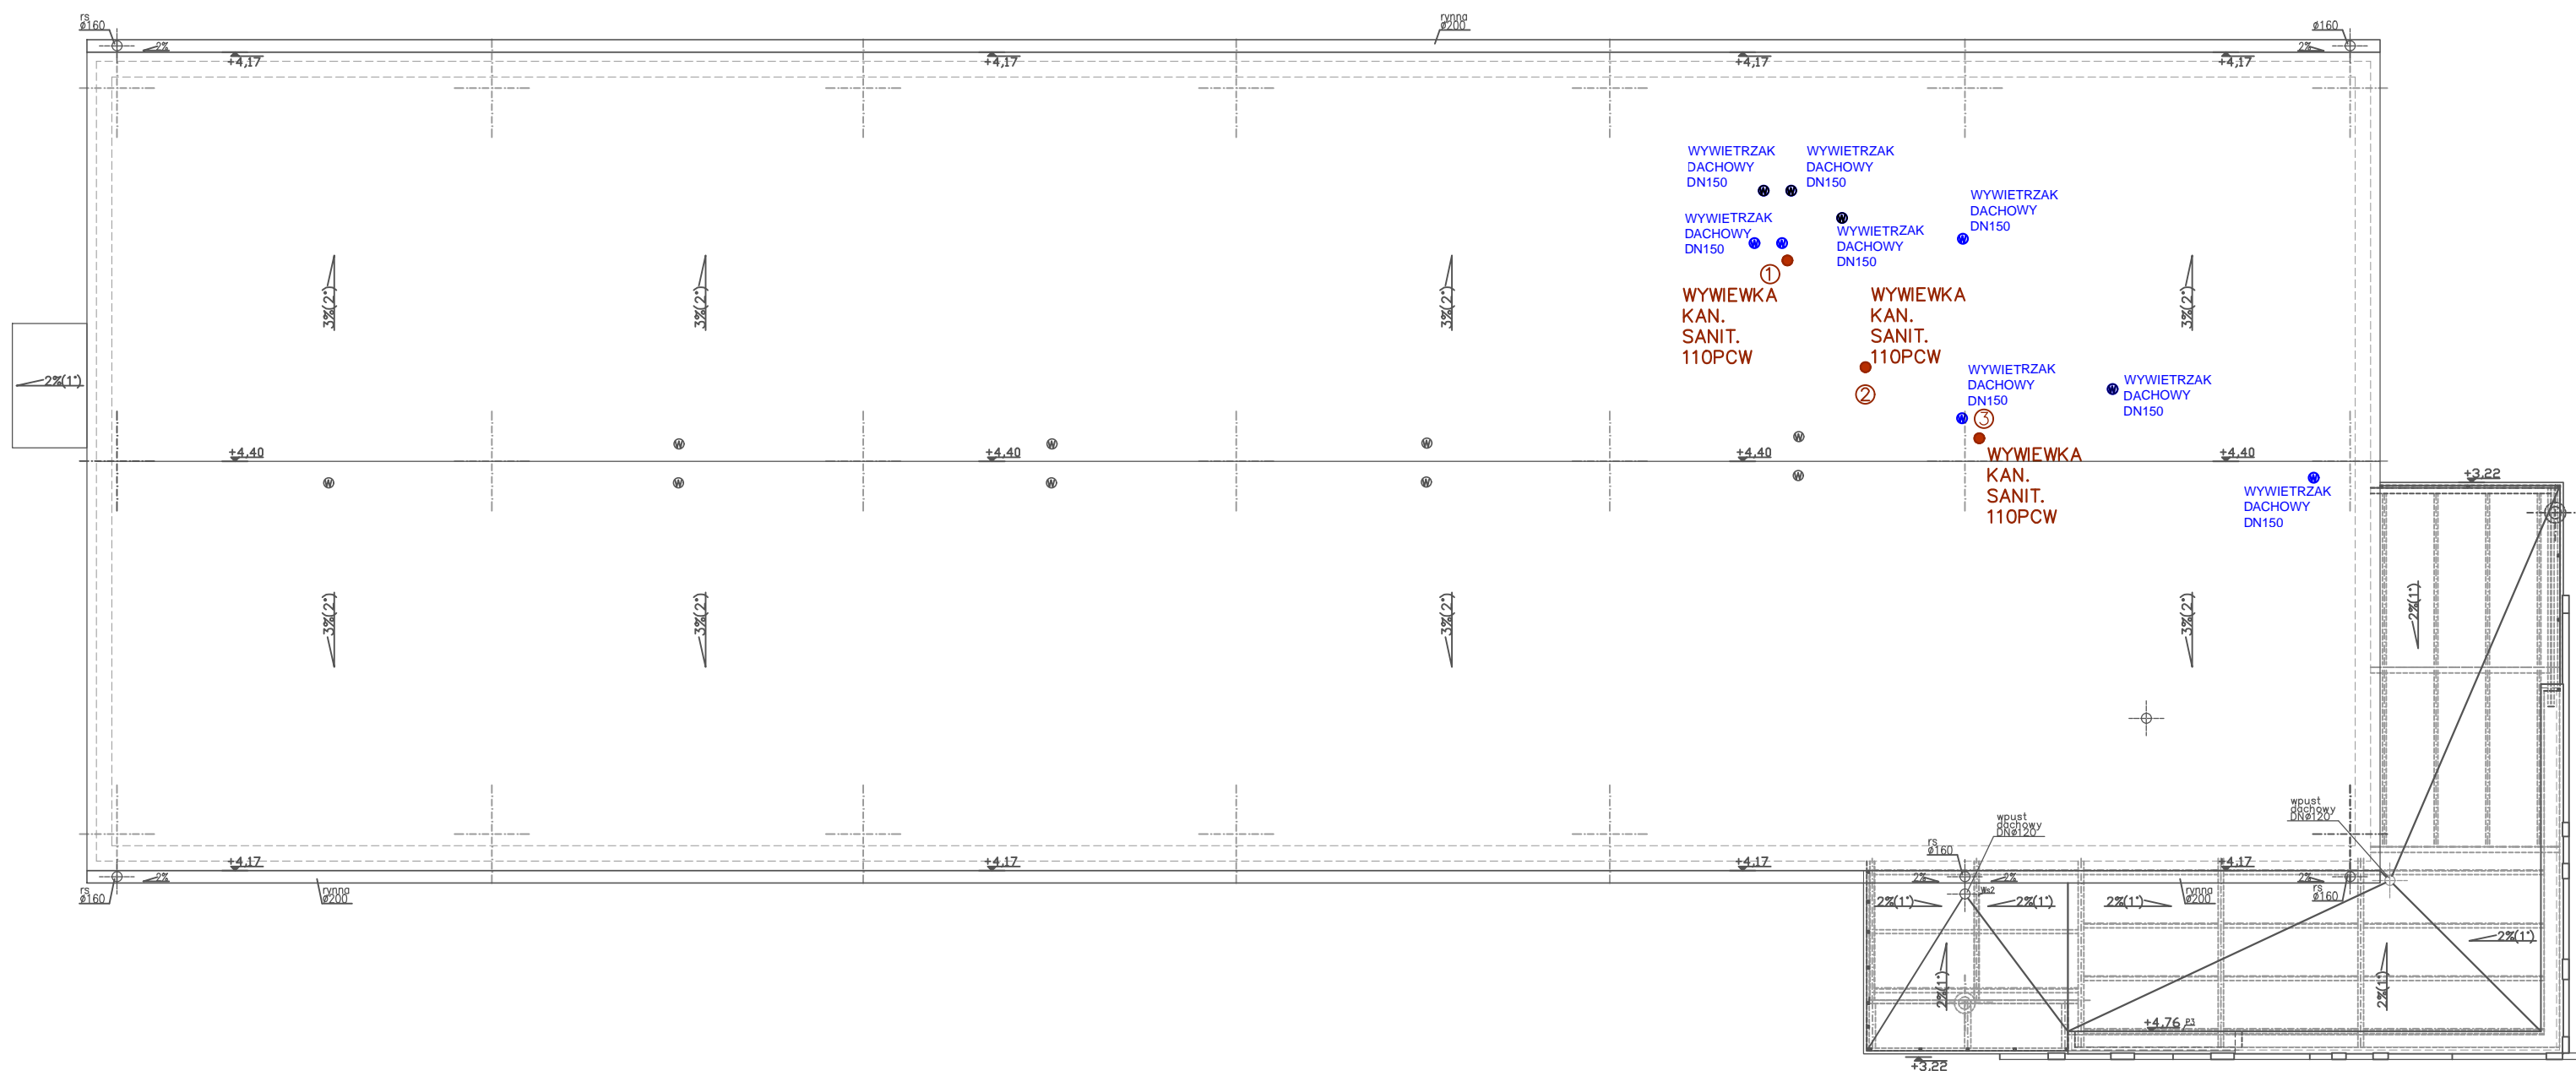 rs
ø160
2%
+4,17
+4,17
rynna
ø200
+4,17
+4,17
ø160
2%
WYWIETRZAK
DACHOWY
DN150
WYWIETRZAK
DACHOWY
DN150
WYWIETRZAK
DACHOWY
DN150
WYWIETRZAK
DACHOWY
DN150
WYWIETRZAK
DACHOWY
DN150
W
W
W
W
W
W
1
WYWIEWKA
KAN.
SANIT.
110PCW
WYWIEWKA
KAN.
SANIT.
110PCW
2
3%(2°)
3%(2°)
3%(2°)
3%(2°)
2%(1°)
WYWIETRZAK
DACHOWY
DN150
W
3
W
WYWIETRZAK
DACHOWY
DN150
WYWIEWKA
KAN.
SANIT.
110PCW
W
W
W
W
+4,40
+4,40
+4,40
+4,40
W
W
W
W
W
W
WYWIETRZAK
DACHOWY
DN150
+3,22
3%(2°)
3%(2°)
3%(2°)
3%(2°)
2%(1°)
wpust
dachowy
DNø120
wpust
dachowy
DNø120
rs
ø160
+4,17
+4,17
+4,17
+4,17
2%
rs
ø160
rynna
ø200
2%
2%
Ws2
2%(1°)
2%(1°)
2%(1°)
rynna
ø200
2%
rs
ø160
2%(1°)
2%(1°)
2%(1°)
+4,76
P3
+3,22